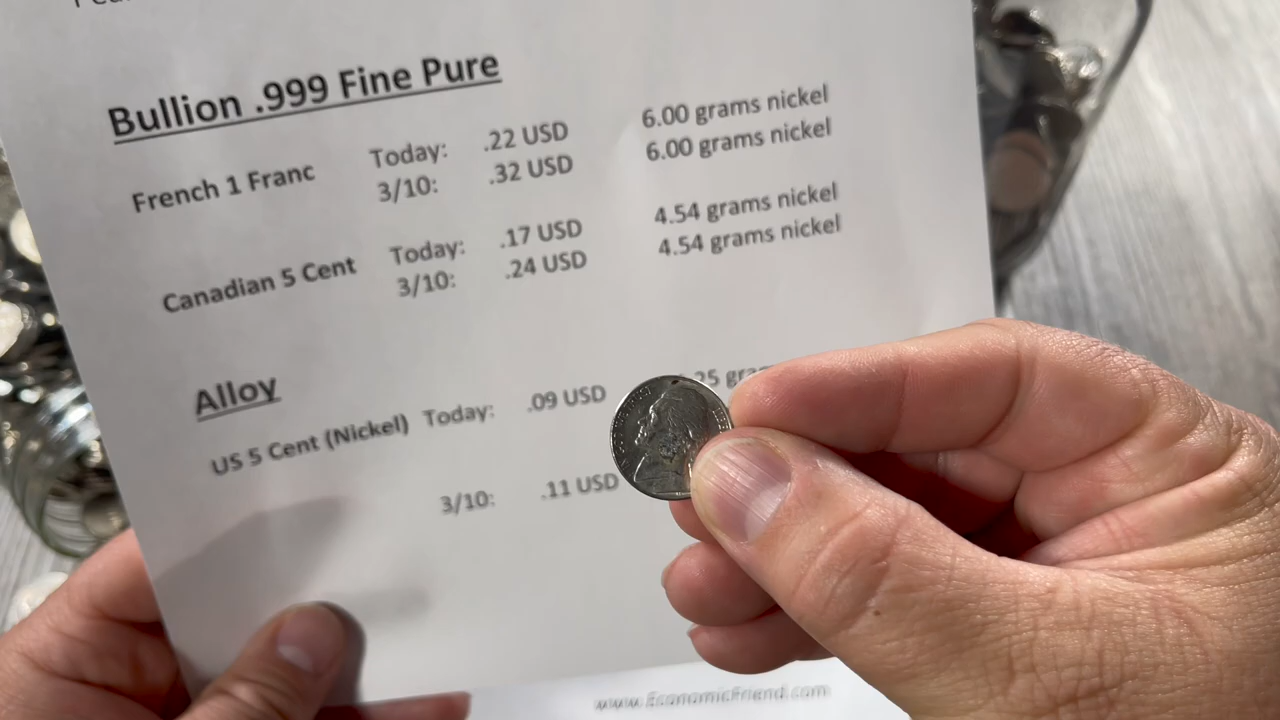 Bullion .999 Fine Pure
French 1 Franc Today: .22 USD 6.00 grams nickel
3/10: .32 USD 6.00 grams nickel
Canadian 5 Cent Today: .17 USD 4.54 grams nickel
3/10: .24 USD 4.54 grams nickel
Alloy
US 5 Cent (Nickel) Today: .09 USD
3/10: .11 USD
www.EconomicFriend.com